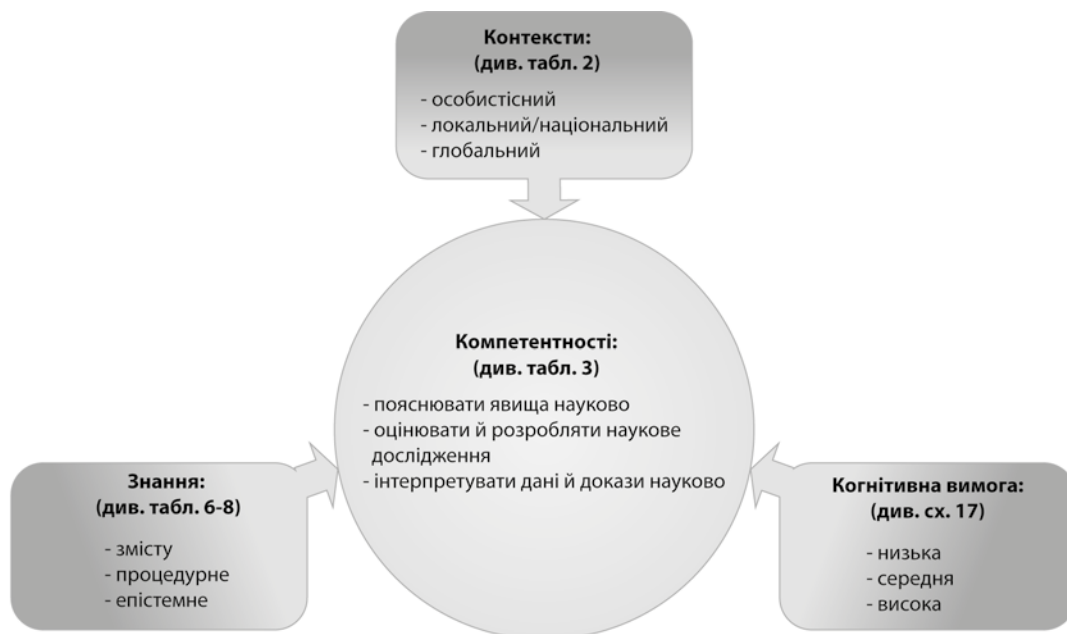 Контексти:
(див. табл. 2)
- особистісний
- локальний/національний
- глобальний
Компетентності:
(див. табл. 3)
- пояснювати явища науково
- оцінювати й розробляти наукове
дослідження
- інтерпретувати дані й докази науково
Знання:
(див. табл. 6-8)
- змісту
- процедурне
- епістемне
Когнітивна вимога:
(див. сх. 17)
- низька
- середня
- висока